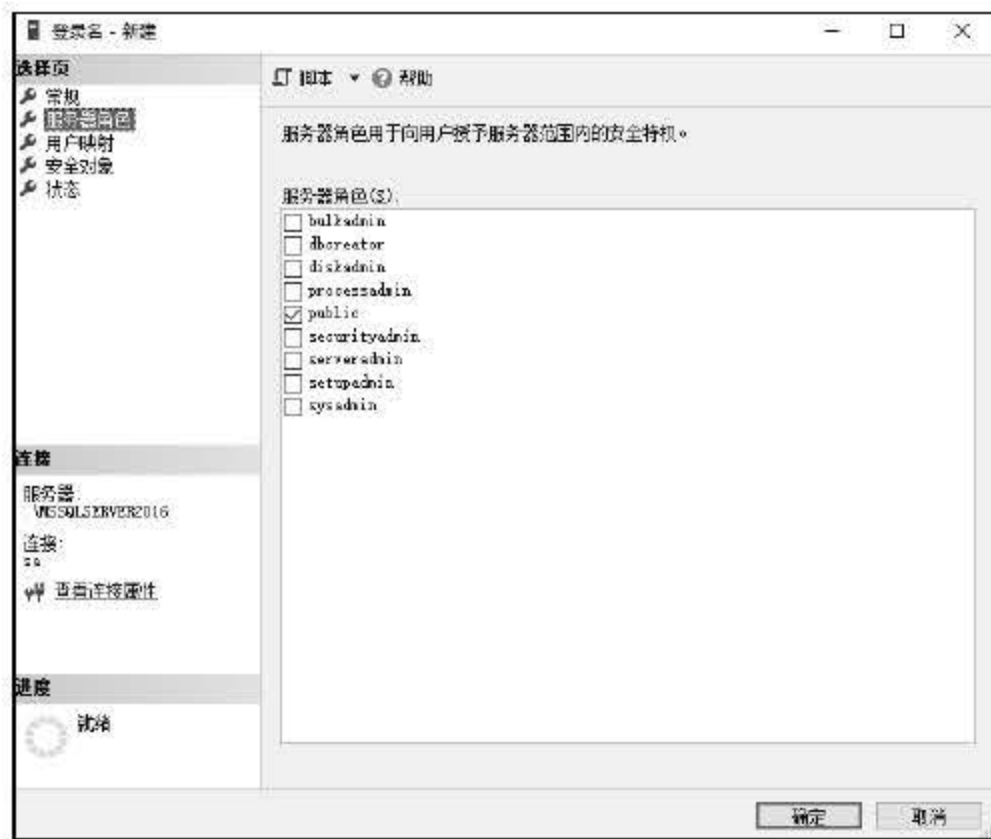 登录名 - 新建
选择页
常规
服务器角色
用户映射
安全对象
状态
脚本 帮助
服务器角色用于向用户授予服务器范围内的安全特权。
服务器角色(S):
bulkadmin
dbcreator
diskadmin
processadmin
public
securityadmin
serveradmin
setupadmin
sysadmin
连接
服务器:
\MSSQLSERVER2016
连接:
sa
查看连接属性
进度
就绪
确定 取消